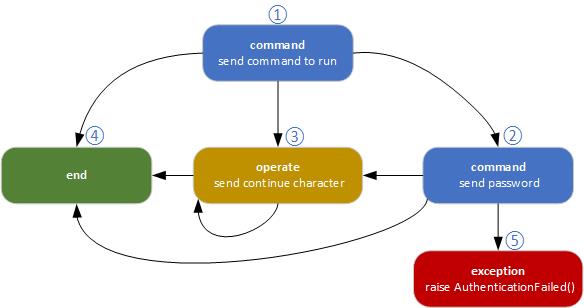 ①
command
send command to run
④
end
③
operate
send continue character
②
command
send password
⑤
exception
raise AuthenticationFailed()